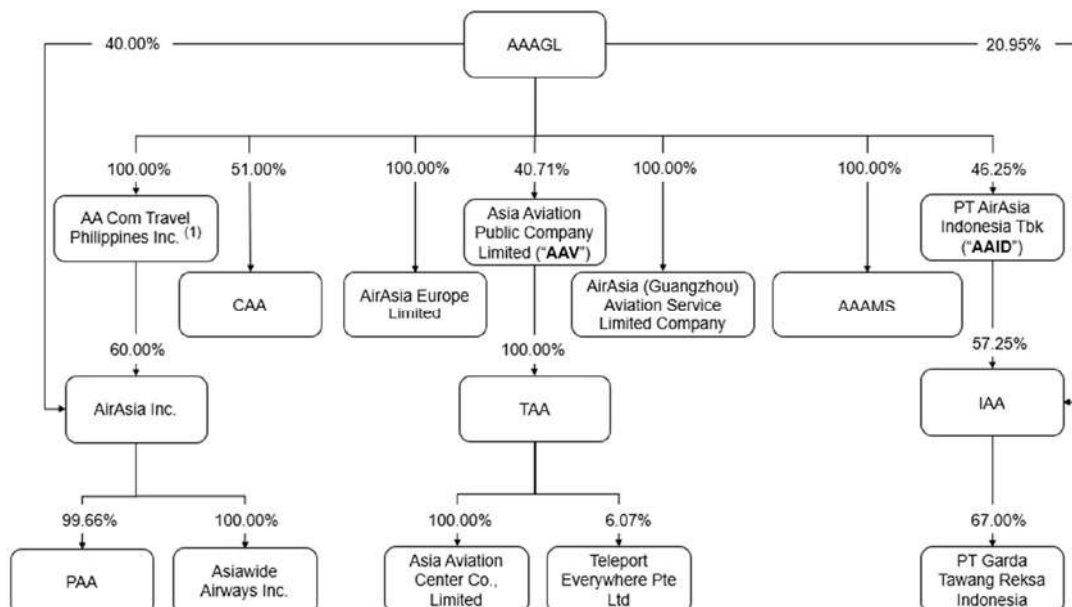 AAAGL
40.00%
20.95%
100.00%
51.00%
100.00%
40.71%
100.00%
100.00%
46.25%
AA Com Travel
Philippines Inc. (1)
CAA
AirAsia Europe
Limited
Asia Aviation
Public Company
Limited (“AAV”)
AirAsia (Guangzhou)
Aviation Service
Limited Company
AAAMS
PT AirAsia
Indonesia Tbk
(“AAID”)
60.00%
100.00%
57.25%
AirAsia Inc.
TAA
IAA
99.66%
100.00%
100.00%
6.07%
67.00%
PAA
Asiawide
Airways Inc.
Asia Aviation
Center Co.,
Limited
Teleport
Everywhere Pte
Ltd
PT Garda
Tawang Reksa
Indonesia